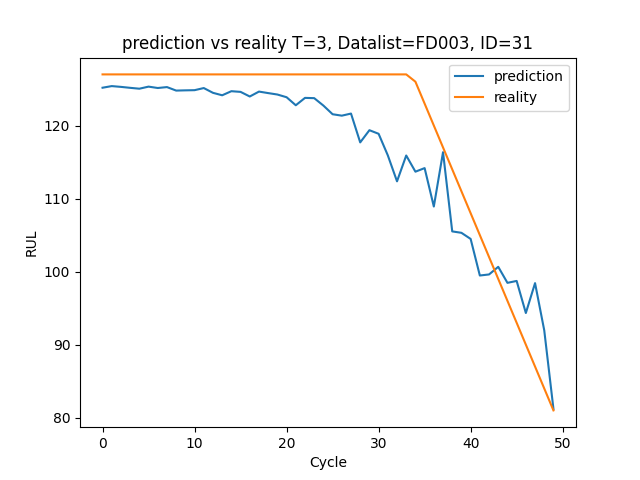 prediction vs reality T=3, Datalist=FD003, ID=31
prediction
reality
RUL
120
110
100
90
80
0 10 20 30 40 50
Cycle